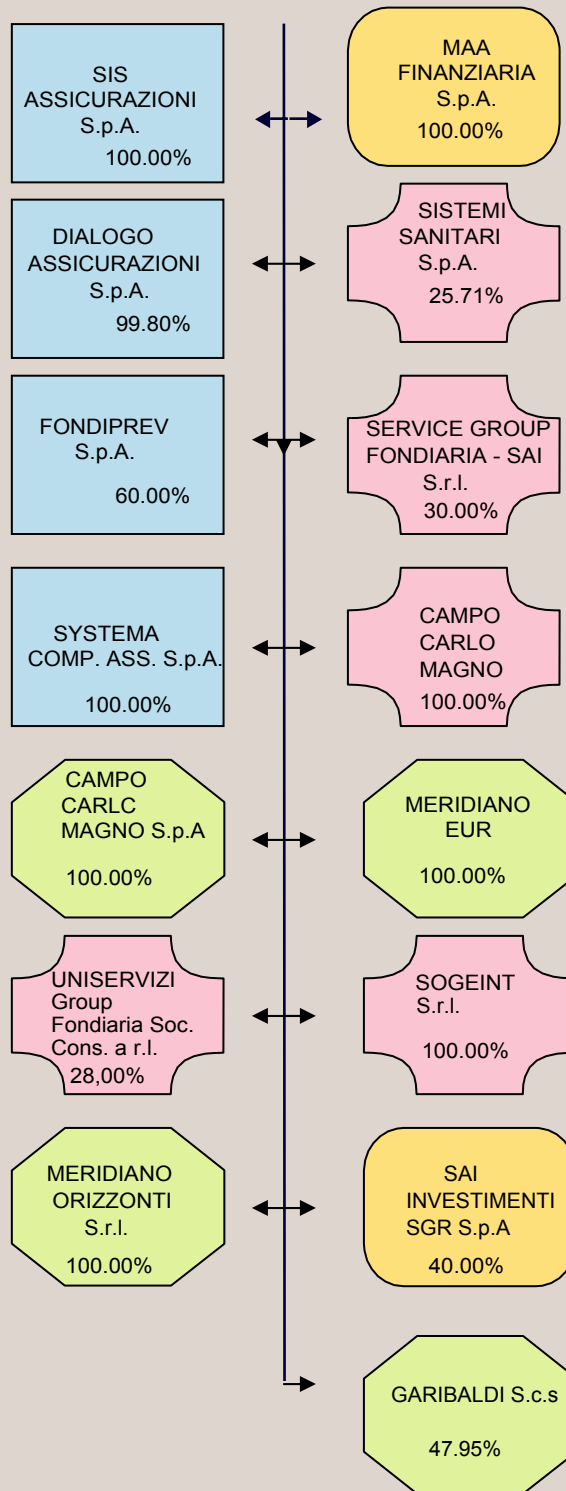 SIS
ASSICURAZIONI
S.p.A.
100.00%
MAA
FINANZIARIA
S.p.A.
100.00%
DIALOGO
ASSICURAZIONI
S.p.A.
99.80%
SISTEMI
SANITARI
S.p.A.
25.71%
FONDIPREV
S.p.A.
60.00%
SERVICE GROUP
FONDIARIA - SAI
S.r.l.
30.00%
SYSTEMA
COMP. ASS. S.p.A.
100.00%
CAMPO
CARLO
MAGNO
100.00%
CAMPO
CARLC
MAGNO S.p.A
100.00%
MERIDIANO
EUR
100.00%
UNISERVIZI
Group
Fondiaria Soc.
Cons. a r.l.
28,00%
SOGEINT
S.r.l.
100.00%
MERIDIANO
ORIZZONTI
S.r.l.
100.00%
SAI
INVESTIMENTI
SGR S.p.A
40.00%
GARIBALDI S.c.s
47.95%